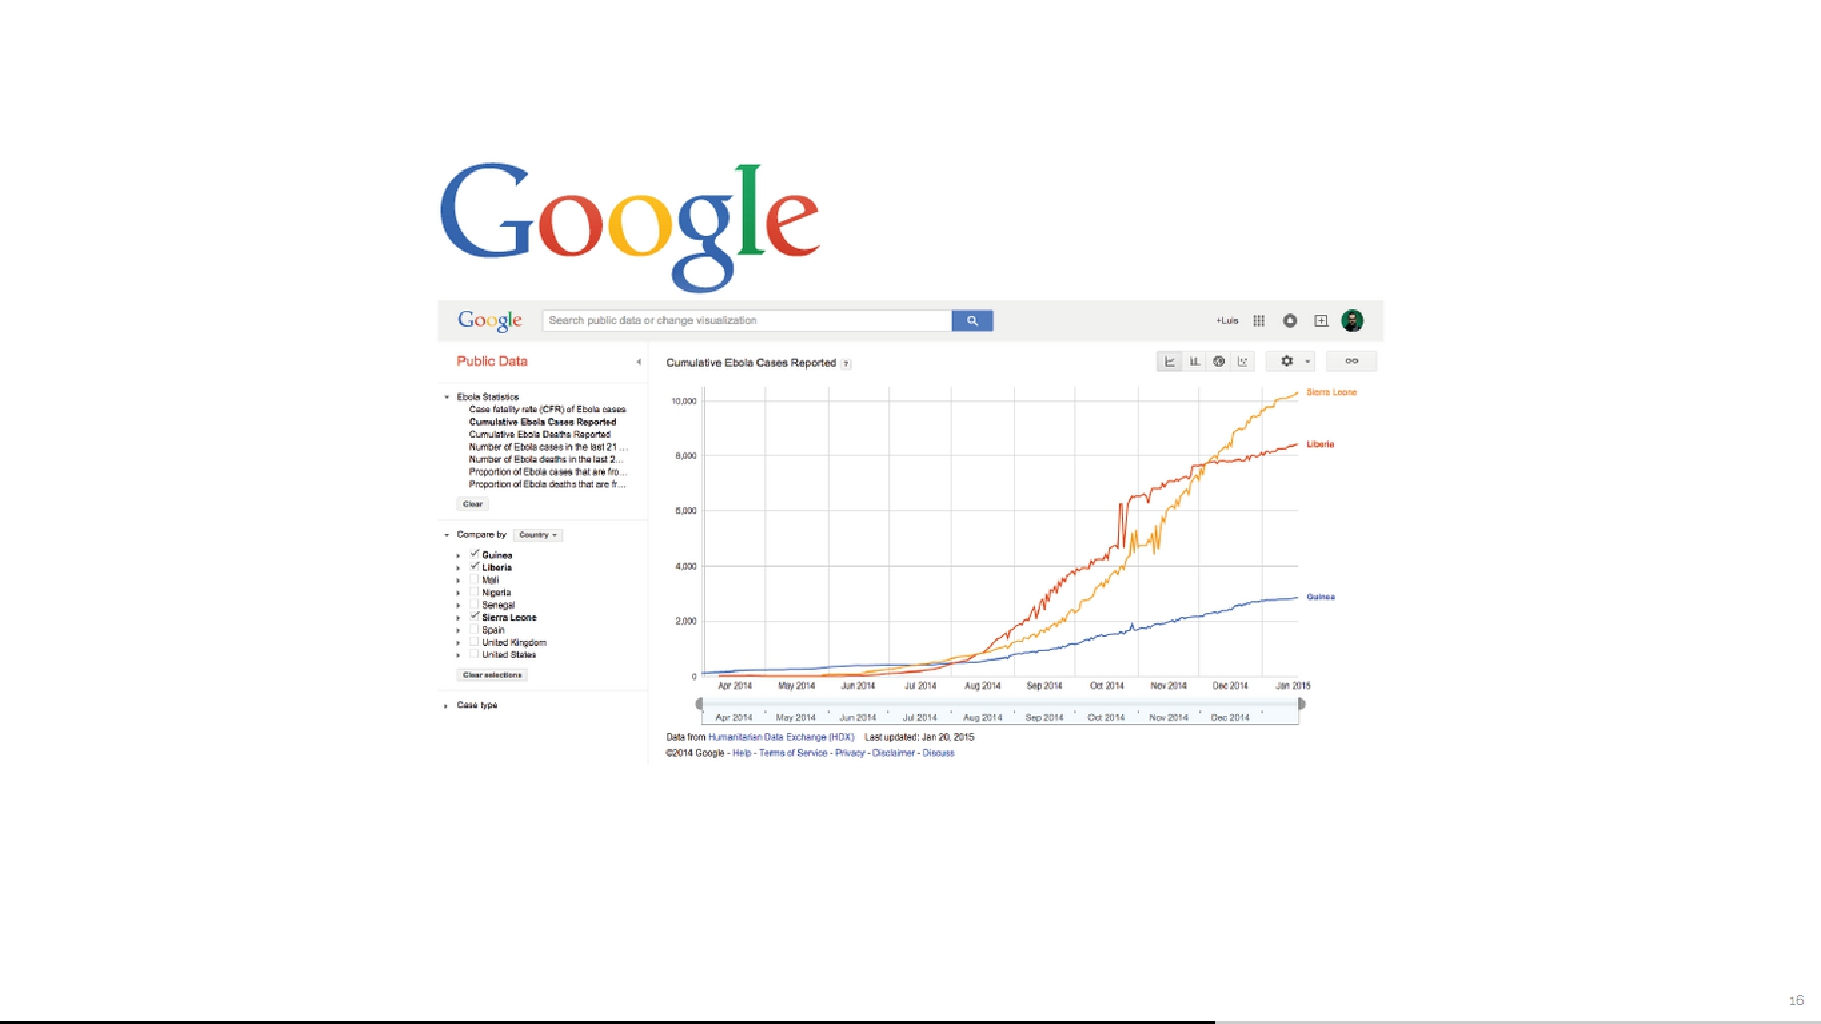 Google
Google
Search public data or change visualization
+Luis
Public Data
Ebola Statistics
Case fatality rate (CFR) of Ebola cases
Cumulative Ebola Cases Reported
Cumulative Ebola Deaths Reported
Number of Ebola cases in the last 21 ...
Number of Ebola deaths in the last 2...
Proportion of Ebola cases that are fro...
Proportion of Ebola deaths that are fr...
Clear
Compare by Country
Guinea
Liberia
Mali
Nigeria
Senegal
Sierra Leone
Spain
United Kingdom
United States
Clear selections
Case type
Cumulative Ebola Cases Reported ?
10,000
8,000
6,000
4,000
2,000
0
Sierra Leone
Liberia
Guinea
Apr 2014 May 2014 Jun 2014 Jul 2014 Aug 2014 Sep 2014 Oct 2014 Nov 2014 Dec 2014 Jan 2015
Apr 2014 May 2014 Jun 2014 Jul 2014 Aug 2014 Sep 2014 Oct 2014 Nov 2014 Dec 2014
Data from Humanitarian Data Exchange (HDX) Last updated: Jan 20, 2015
©2014 Google - Help - Terms of Service - Privacy - Disclaimer - Discuss
16